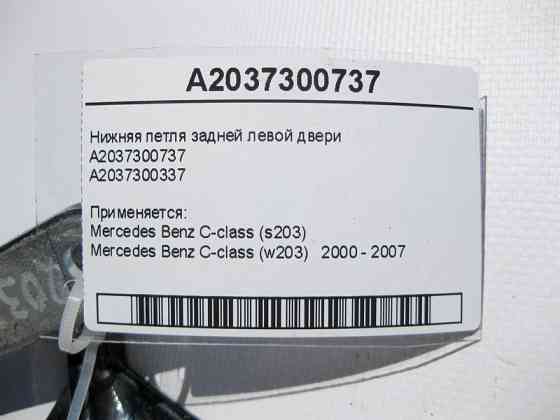 A2037300737
Нижняя петля задней левой двери
A2037300737
A2037300337
Применяется:
Mercedes Benz C-class (s203)
Mercedes Benz C-class (w203) 2000 - 2007